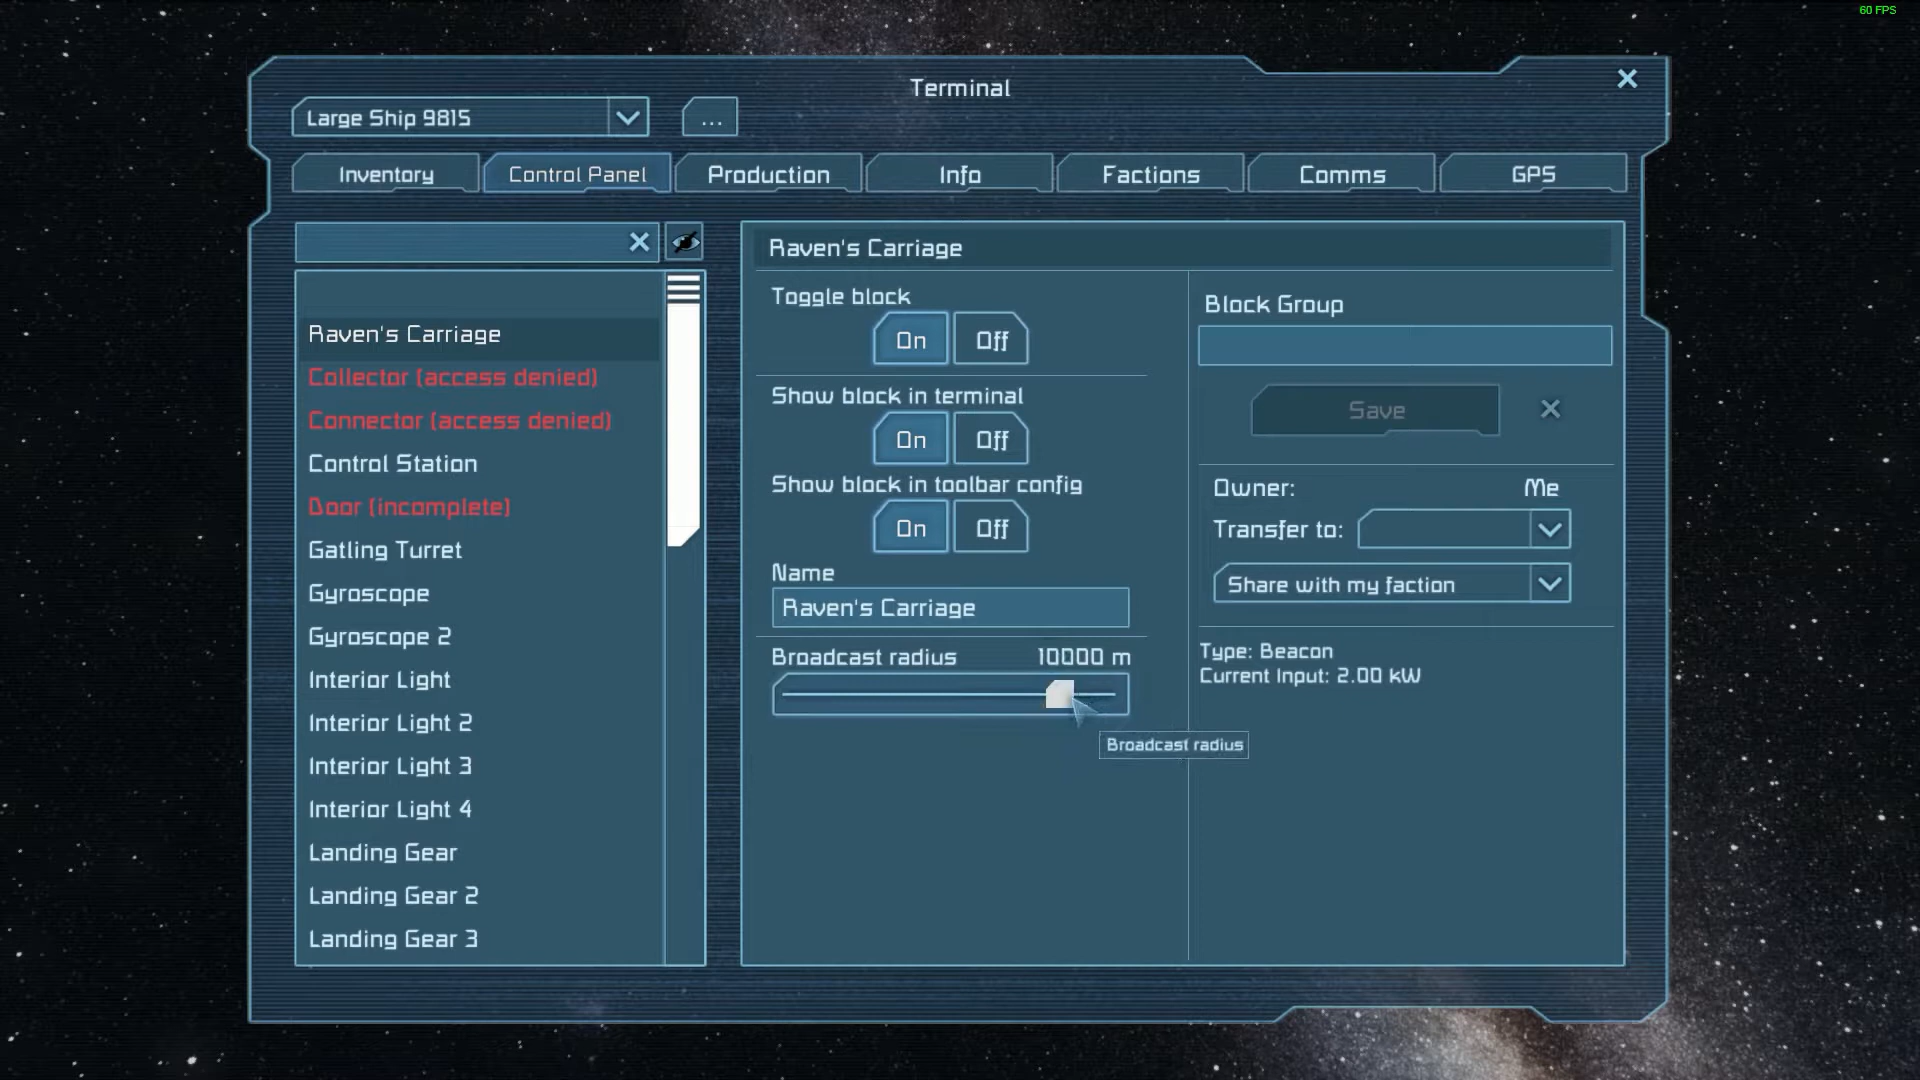 60 FPS
Terminal
Large Ship 9815
...
Inventory
Control Panel
Production
Info
Factions
Comms
GPS
Raven's Carriage
Collector (access denied)
Connector (access denied)
Control Station
Door (incomplete)
Gatling Turret
Gyroscope
Gyroscope 2
Interior Light
Interior Light 2
Interior Light 3
Interior Light 4
Landing Gear
Landing Gear 2
Landing Gear 3
Raven's Carriage
Toggle block
On Off
Show block in terminal
On Off
Show block in toolbar config
On Off
Name
Raven's Carriage
Broadcast radius 10000 m
Broadcast radius
Block Group
Save
Owner: Me
Transfer to:
Share with my faction
Type: Beacon
Current Input: 2.00 kW